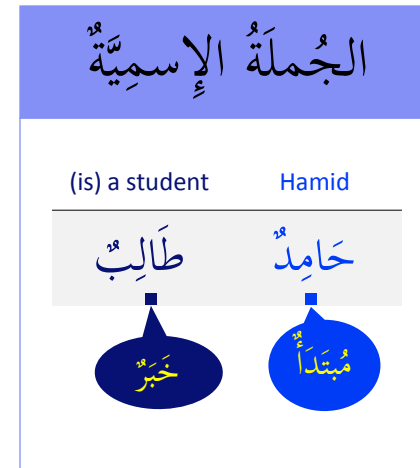 الجُملَةُ الإِسمِيَّةٌ
(is) a student Hamid
حَامِدٌ طَالِبٌ
مُبتَدَأٌ خَبَرٌ